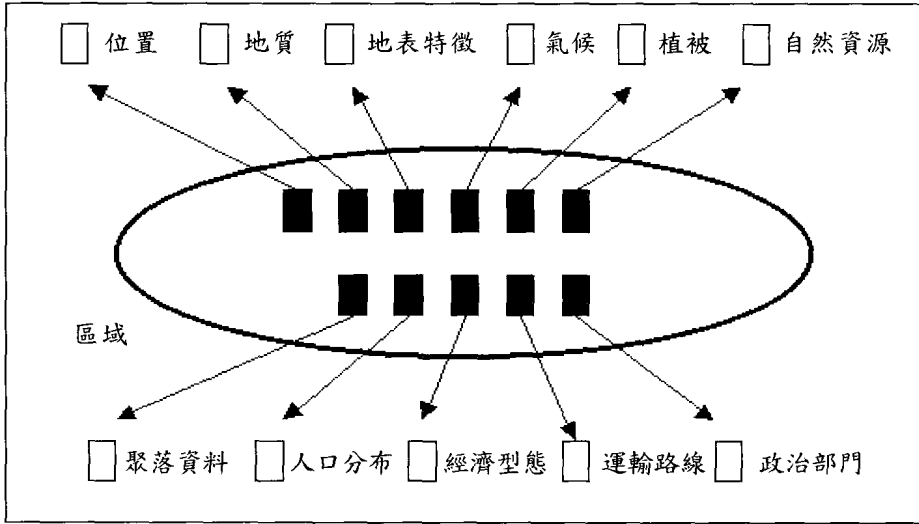 位置 地質 地表特徵 氣候 植被 自然資源
區域
聚落資料 人口分布 經濟型態 運輸路線 政治部門